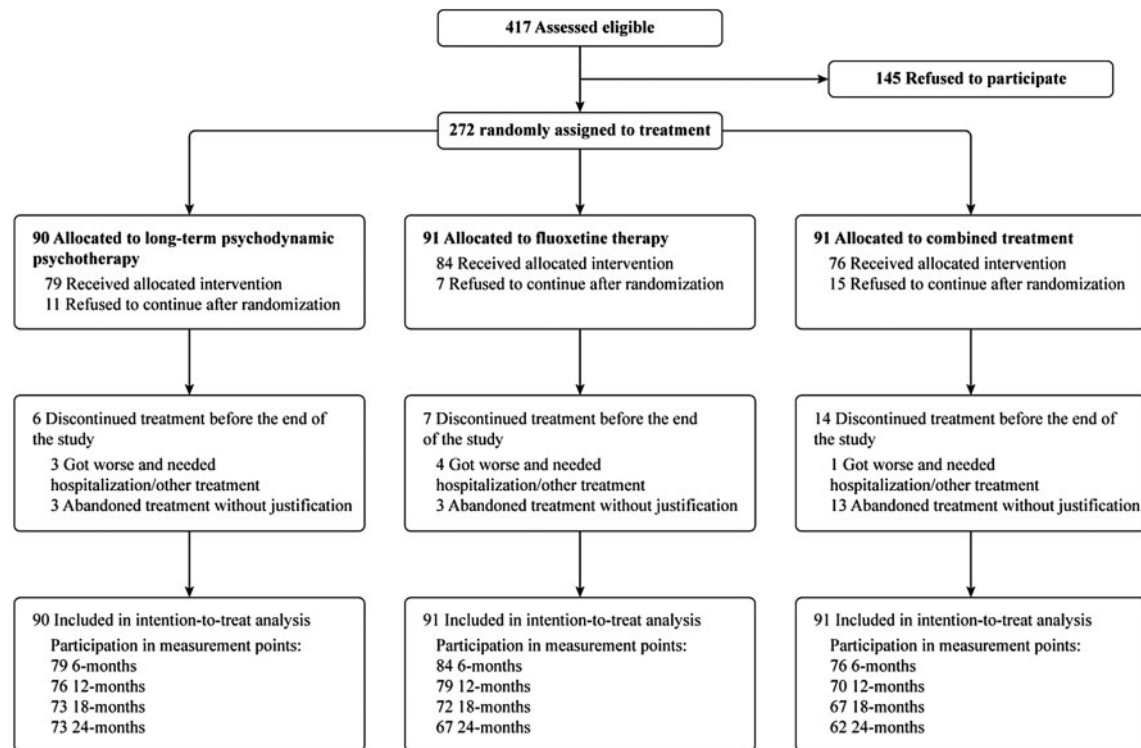 417 Assessed eligible
145 Refused to participate
272 randomly assigned to treatment
90 Allocated to long-term psychodynamic
psychotherapy
79 Received allocated intervention
11 Refused to continue after randomization
91 Allocated to fluoxetine therapy
84 Received allocated intervention
7 Refused to continue after randomization
91 Allocated to combined treatment
76 Received allocated intervention
15 Refused to continue after randomization
6 Discontinued treatment before the end of
the study
3 Got worse and needed
hospitalization/other treatment
3 Abandoned treatment without justification
7 Discontinued treatment before the end
of the study
4 Got worse and needed
hospitalization/other treatment
3 Abandoned treatment without justification
14 Discontinued treatment before the end of
the study
1 Got worse and needed
hospitalization/other treatment
13 Abandoned treatment without justification
90 Included in intention-to-treat analysis
Participation in measurement points:
79 6-months
76 12-months
73 18-months
73 24-months
91 Included in intention-to-treat analysis
Participation in measurement points:
84 6-months
79 12-months
72 18-months
67 24-months
91 Included in intention-to-treat analysis
Participation in measurement points:
76 6-months
70 12-months
67 18-months
62 24-months